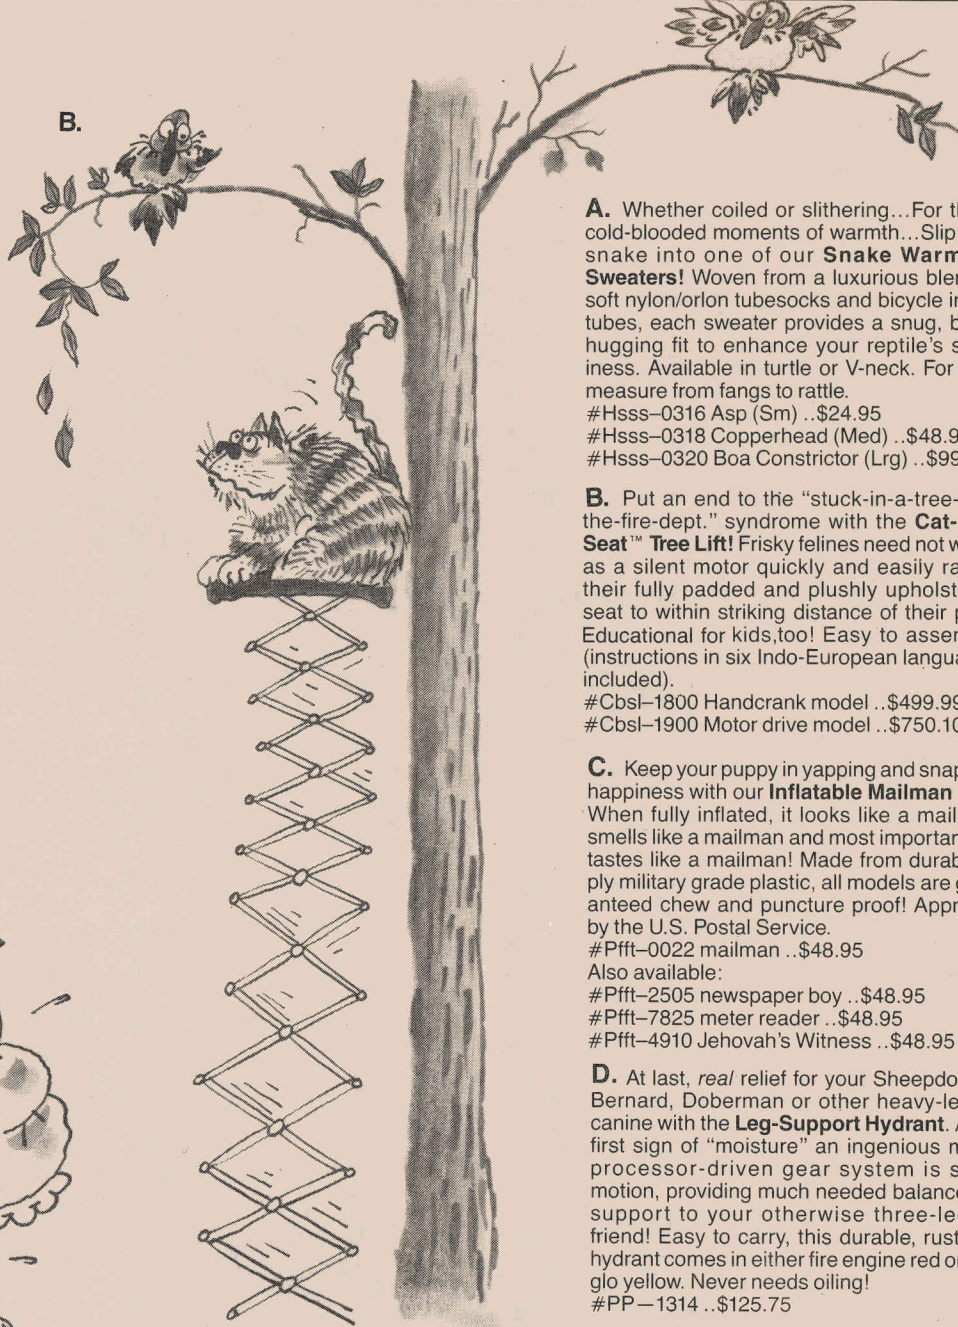 B.
A. Whether coiled or slithering...For th
cold-blooded moments of warmth...Slip
snake into one of our Snake Warm
Sweaters! Woven from a luxurious blen
soft nylon/orlon tubesocks and bicycle in
tubes, each sweater provides a snug, b
hugging fit to enhance your reptile's s
iness. Available in turtle or V-neck. For
measure from fangs to rattle.
#Hsss–0316 Asp (Sm) ..$24.95
#Hsss–0318 Copperhead (Med) ..$48.9
#Hsss–0320 Boa Constrictor (Lrg) ..$99
B. Put an end to the "stuck-in-a-tree-
the-fire-dept." syndrome with the Cat-
Seat™ Tree Lift! Frisky felines need not w
as a silent motor quickly and easily ra
their fully padded and plushly upholst
seat to within striking distance of their p
Educational for kids,too! Easy to asser
(instructions in six Indo-European langua
included).
#Cbsl–1800 Handcrank model ..$499.99
#Cbsl–1900 Motor drive model ..$750.10
C. Keep your puppy in yapping and snap
happiness with our Inflatable Mailman
When fully inflated, it looks like a mail
smells like a mailman and most importan
tastes like a mailman! Made from durab
ply military grade plastic, all models are g
anteed chew and puncture proof! Appr
by the U.S. Postal Service.
#Pfft–0022 mailman ..$48.95
Also available:
#Pfft–2505 newspaper boy ..$48.95
#Pfft–7825 meter reader ..$48.95
#Pfft–4910 Jehovah's Witness ..$48.95
D. At last, real relief for your Sheepdo
Bernard, Doberman or other heavy-le
canine with the Leg-Support Hydrant. A
first sign of "moisture" an ingenious m
processor-driven gear system is s
motion, providing much needed balance
support to your otherwise three-le
friend! Easy to carry, this durable, rust
hydrant comes in either fire engine red or
glo yellow. Never needs oiling!
#PP—1314 ..$125.75